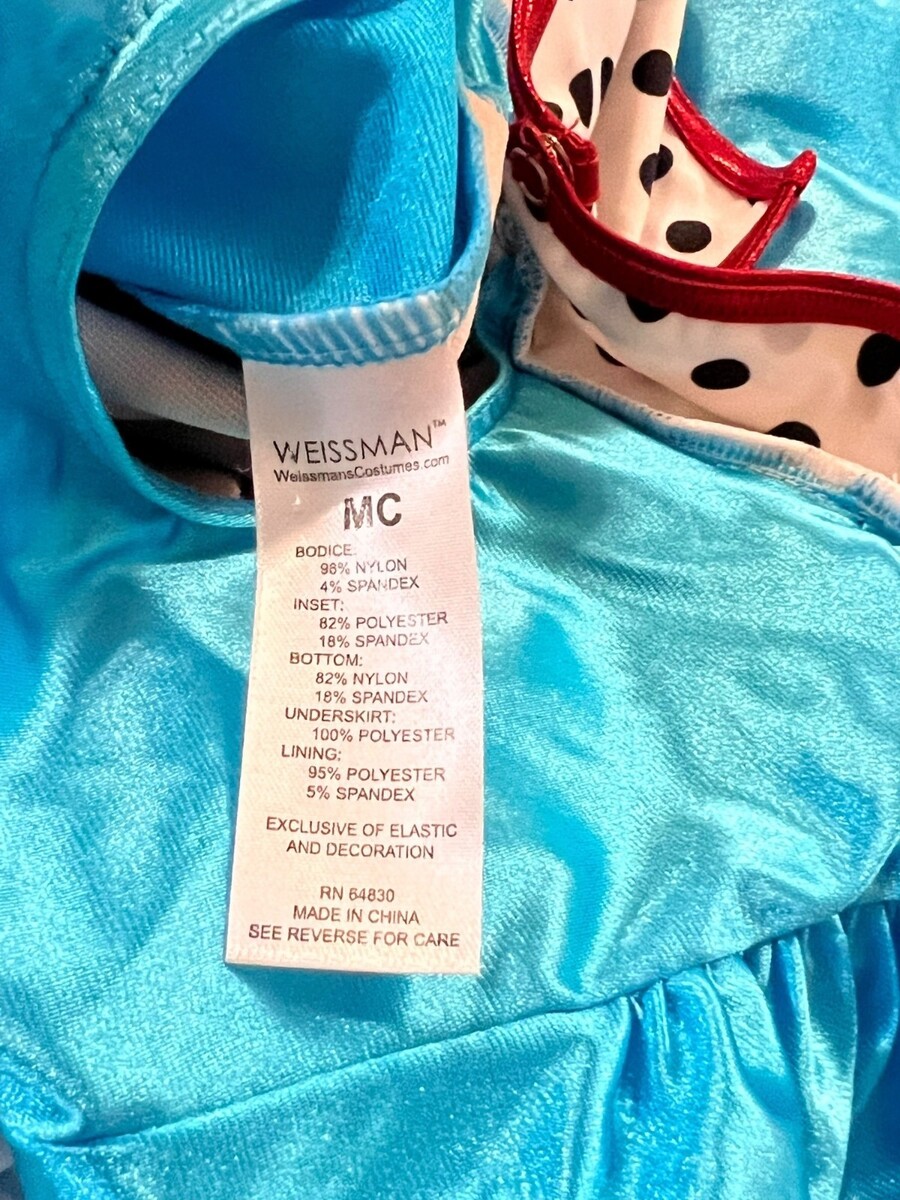 WEISSMAN™
WeissmansCostumes.com
MC
BODICE:
96% NYLON
4% SPANDEX
INSET:
82% POLYESTER
18% SPANDEX
BOTTOM:
82% NYLON
18% SPANDEX
UNDERSKIRT:
100% POLYESTER
LINING:
95% POLYESTER
5% SPANDEX
EXCLUSIVE OF ELASTIC
AND DECORATION
RN 64830
MADE IN CHINA
SEE REVERSE FOR CARE